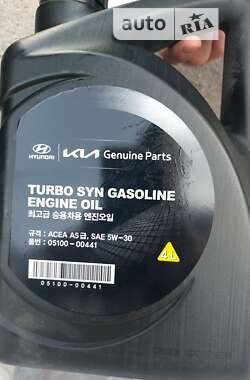 auto RIA
HYUNDAI KIA Genuine Parts
TURBO SYN GASOLINE
ENGINE OIL
최고급 승용차용 엔진오일
규격 : ACEA A5급, SAE 5W-30
품번 : 05100-00441
4L
05100-00441